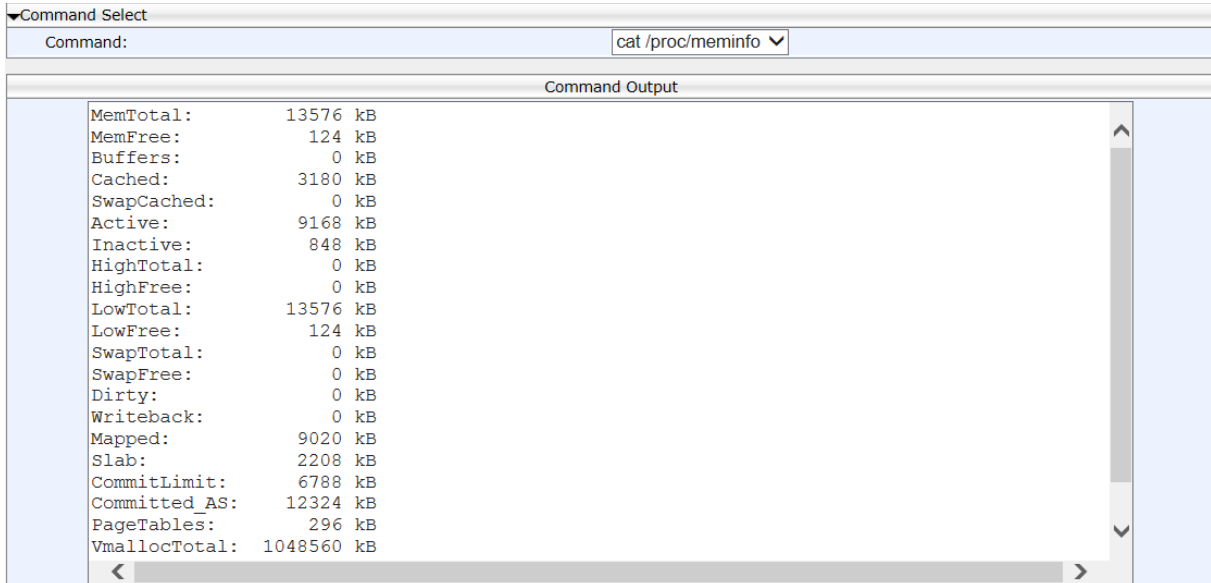 Command Select
Command: cat /proc/meminfo
Command Output
MemTotal: 13576 kB
MemFree: 124 kB
Buffers: 0 kB
Cached: 3180 kB
SwapCached: 0 kB
Active: 9168 kB
Inactive: 848 kB
HighTotal: 0 kB
HighFree: 0 kB
LowTotal: 13576 kB
LowFree: 124 kB
SwapTotal: 0 kB
SwapFree: 0 kB
Dirty: 0 kB
Writeback: 0 kB
Mapped: 9020 kB
Slab: 2208 kB
CommitLimit: 6788 kB
Committed_AS: 12324 kB
PageTables: 296 kB
VmallocTotal: 1048560 kB